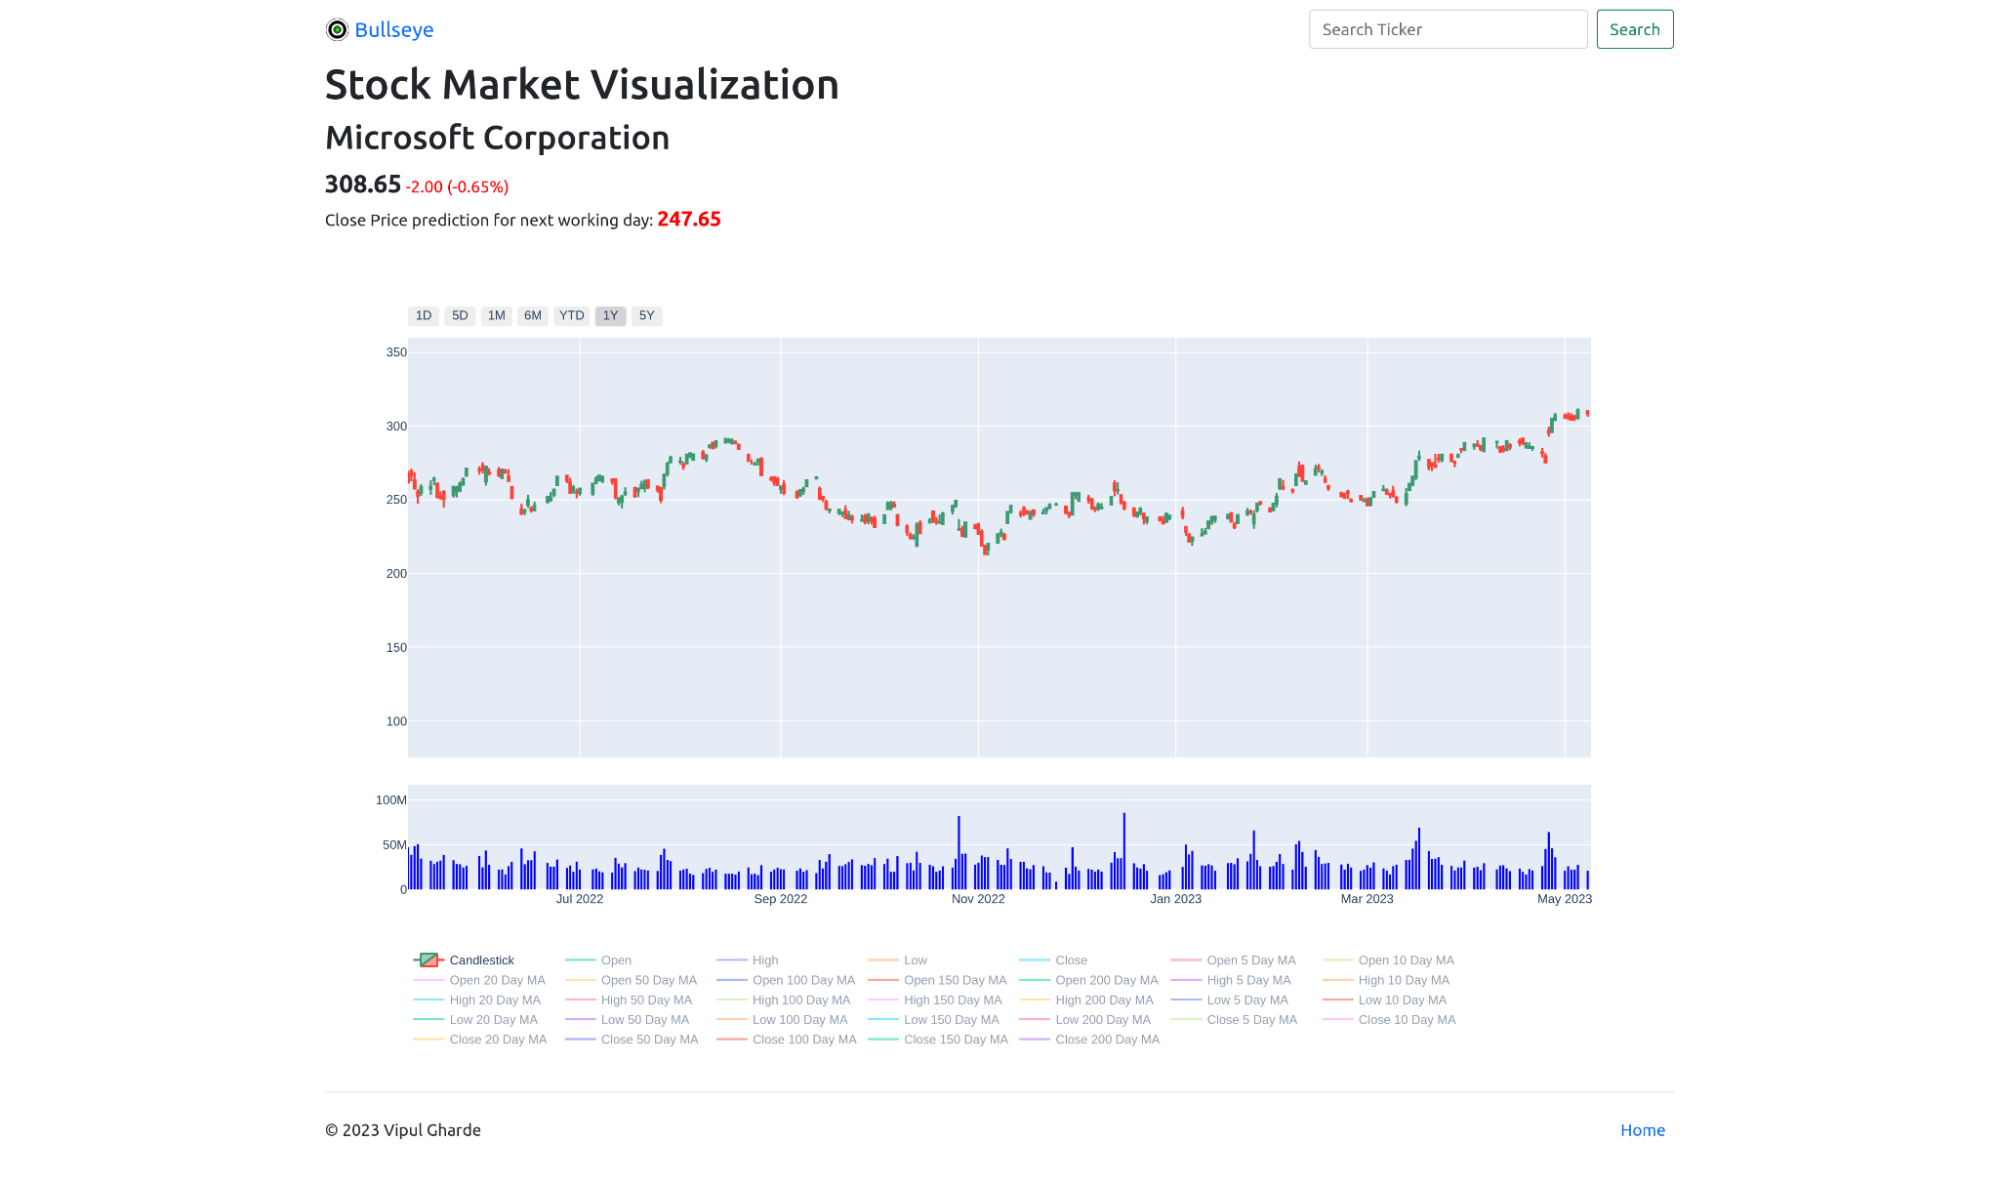 Bullseye
Search Ticker
Search
Stock Market Visualization
Microsoft Corporation
308.65 -2.00 (-0.65%)
Close Price prediction for next working day: 247.65
1D 5D 1M 6M YTD 1Y 5Y
350
300
250
200
150
100
100M
50M
0
Jul 2022 Sep 2022 Nov 2022 Jan 2023 Mar 2023 May 2023
Candlestick Open High Low Close Open 5 Day MA Open 10 Day MA
Open 20 Day MA Open 50 Day MA Open 100 Day MA Open 150 Day MA Open 200 Day MA High 5 Day MA High 10 Day MA
High 20 Day MA High 50 Day MA High 100 Day MA High 150 Day MA High 200 Day MA Low 5 Day MA Low 10 Day MA
Low 20 Day MA Low 50 Day MA Low 100 Day MA Low 150 Day MA Low 200 Day MA Close 5 Day MA Close 10 Day MA
Close 20 Day MA Close 50 Day MA Close 100 Day MA Close 150 Day MA Close 200 Day MA
© 2023 Vipul Gharde
Home